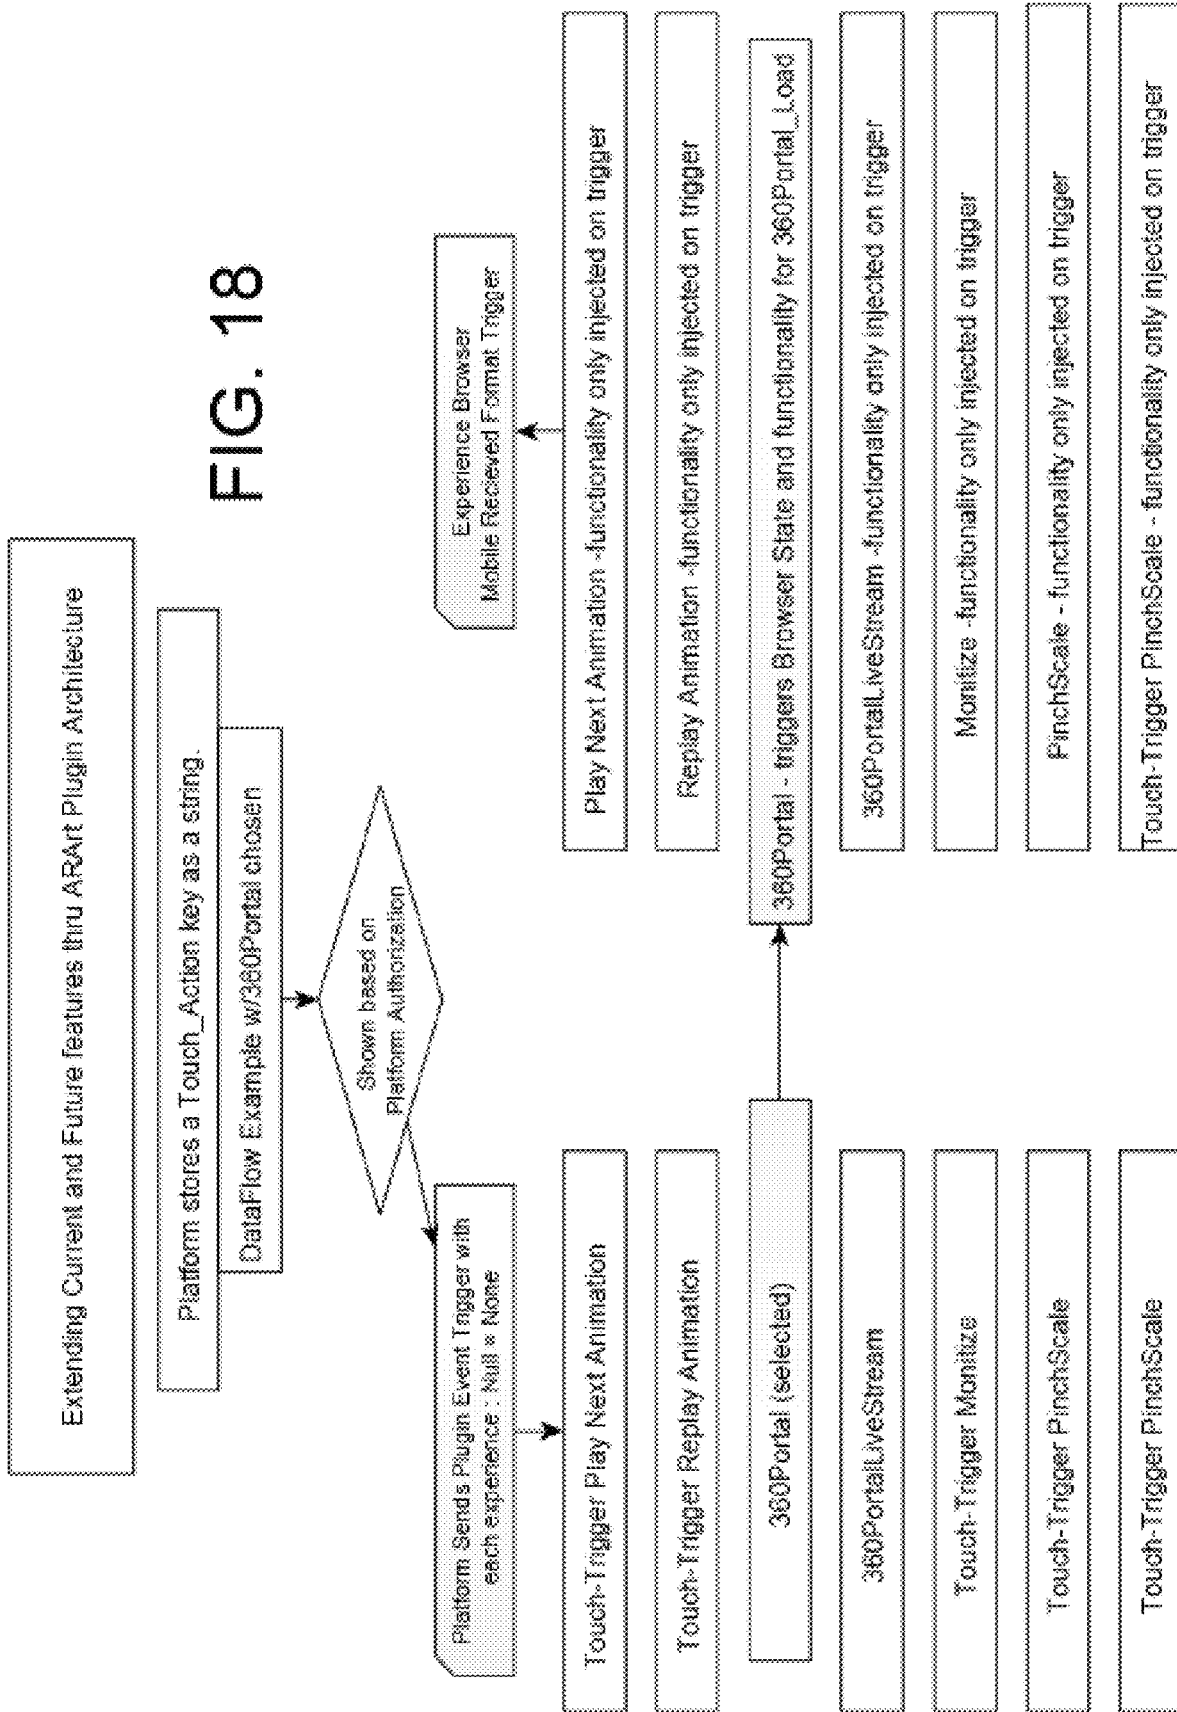 Extending Current and Future features thru ARArt Plugin Architecture
FIG. 18
Platform stores a Touch_Action key as a string.
DataFlow Example w/360Portal chosen
Shown based on
Platform Authorization
Platform Sends Plugin Event Trigger with
each experience : Null = None
Touch-Trigger Play Next Animation
Touch-Trigger Replay Animation
360Portal (selected)
360PortalLiveStream
Touch-Trigger Monitize
Touch-Trigger PinchScale
Touch-Trigger PinchScale
Experience Browser
Mobile Recieved Format Trigger
Play Next Animation -functionality only injected on trigger
Replay Animation -functionality only injected on trigger
360Portal - triggers Browser State and functionality for 360Portal_Load
360PortalLiveStream -functionality only injected on trigger
Monitize -functionality only injected on trigger
PinchScale - functionality only injected on trigger
Touch-Trigger PinchScale - functionality only injected on trigger